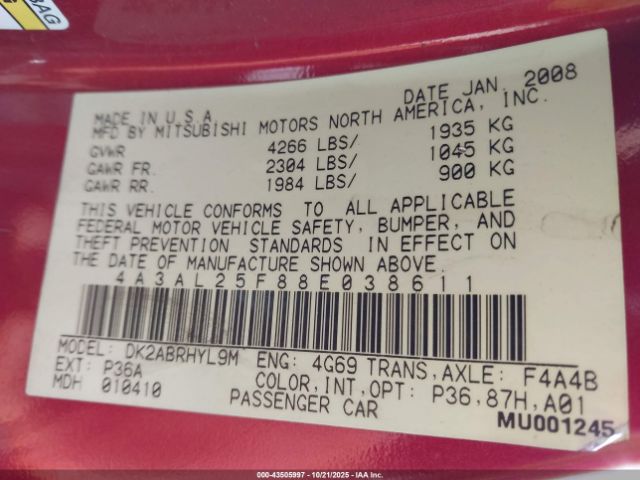 BAG
DATE JAN, 2008
MADE IN U.S.A
MFD BY MITSUBISHI MOTORS NORTH AMERICA, INC.
GVWR 4266 LBS/ 1935 KG
GAWR FR. 2304 LBS/ 1045 KG
GAWR RR. 1984 LBS/ 900 KG
THIS VEHICLE CONFORMS TO ALL APPLICABLE
FEDERAL MOTOR VEHICLE SAFETY, BUMPER, AND
THEFT PREVENTION STANDARDS IN EFFECT ON
THE DATE OF MANUFACTURE SHOWN ABOVE.
4A3AL25F88E038611
MODEL: DK2ABRHYL9M ENG: 4G69 TRANS,AXLE: F4A4B
EXT: P36A COLOR,INT,OPT: P36,87H,A01
MDH 010410 PASSENGER CAR
MU001245
000-43505997 - 10/21/2025 - IAAHC